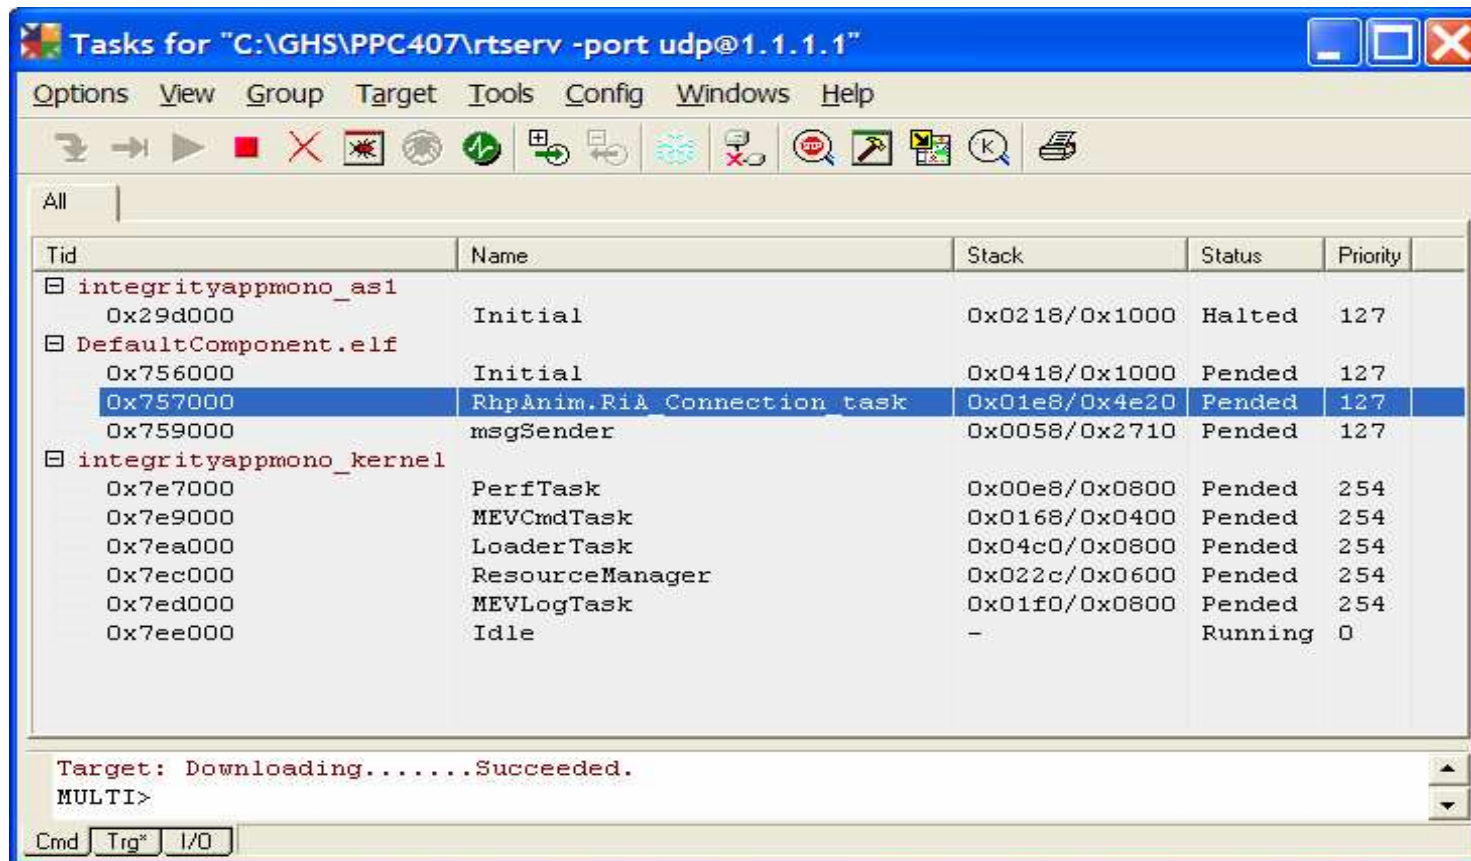 Tasks for "C:\GHS\PPC407\rtserv -port udp@1.1.1.1"
Options View Group Target Tools Config Windows Help
All
Tid Name Stack Status Priority
integrityappmono_as1
0x29d000 Initial 0x0218/0x1000 Halted 127
DefaultComponent.elf
0x756000 Initial 0x0418/0x1000 Pended 127
0x757000 RhpAnim.RiA_Connection_task 0x01e8/0x4e20 Pended 127
0x759000 msgSender 0x0058/0x2710 Pended 127
integrityappmono_kernel
0x7e7000 PerfTask 0x00e8/0x0800 Pended 254
0x7e9000 MEVCmdTask 0x0168/0x0400 Pended 254
0x7ea000 LoaderTask 0x04c0/0x0800 Pended 254
0x7ec000 ResourceManager 0x022c/0x0600 Pended 254
0x7ed000 MEVLogTask 0x01f0/0x0800 Pended 254
0x7ee000 Idle - Running 0
Target: Downloading.......Succeeded.
MULTI>
Cmd Trg* I/O